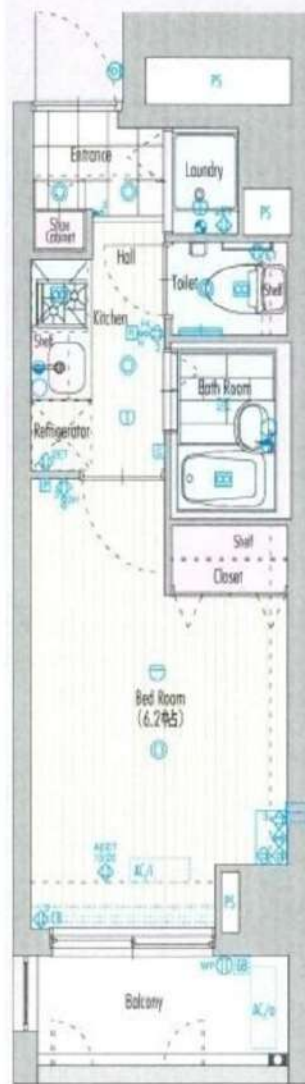 PS
Entrance
Laundry
Shoe
Cabinet
PS
Hall
Toilet
Shelf
Kitchen
Shelf
Bath Room
Refrigerator
Shelf
Closet
Bed Room
(6.2帖)
AC/i
PS
Balcony
WP
AC/o